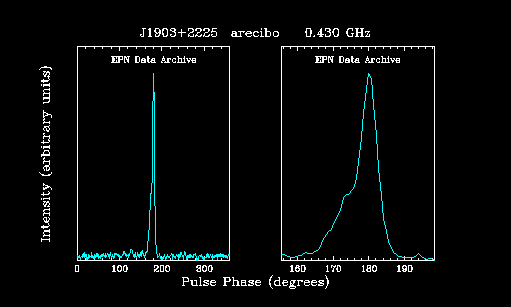 J1903+2225 arecibo 0.430 GHz
EPN Data Archive
EPN Data Archive
Intensity (arbitrary units)
0 100 200 300
160 170 180 190
Pulse Phase (degrees)